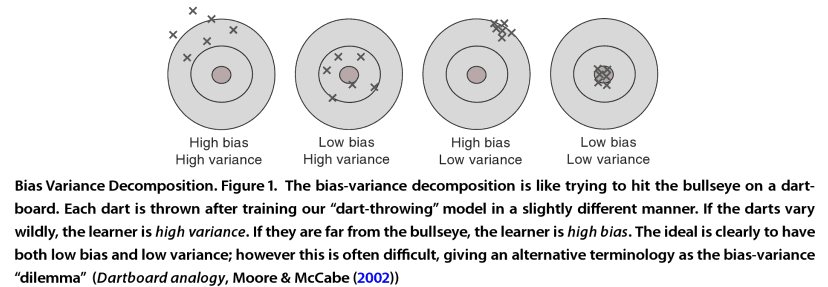 High bias
High variance
Low bias
High variance
High bias
Low variance
Low bias
Low variance
Bias Variance Decomposition. Figure 1. The bias-variance decomposition is like trying to hit the bullseye on a dart-
board. Each dart is thrown after training our “dart-throwing” model in a slightly different manner. If the darts vary
wildly, the learner is high variance. If they are far from the bullseye, the learner is high bias. The ideal is clearly to have
both low bias and low variance; however this is often difficult, giving an alternative terminology as the bias-variance
“dilemma” (Dartboard analogy, Moore & McCabe (2002))